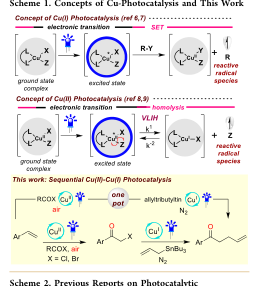 Scheme 1. Concepts of Cu-Photocatalysis and This Work
Concept of Cu(I) Photocatalysis (ref 6,7)
electronic transition SET
L L Cu I X
L L Cu X
R-Y
L L Cu Y X
+ R
ground state complex
excited state
reactive radical species
Concept of Cu(II) Photocatalysis (ref 8,9)
electronic transition homolysis
L L Cu II X Z
L L Cu II X Z
VLIH
k 1
k -2
L L Cu I X
+ Z
ground state complex
excited state
reactive radical species
This work: Sequential Cu(II)-Cu(I) Photocatalysis
RCOX Cu II air
one pot
allyltributyltin Cu I
N2
Ar
Cu II
RCOX, air
X = Cl, Br
O
Ar X
Cu I
SnBu3
N2
O
Ar
Scheme 2. Previous Reports on Photocatalytic